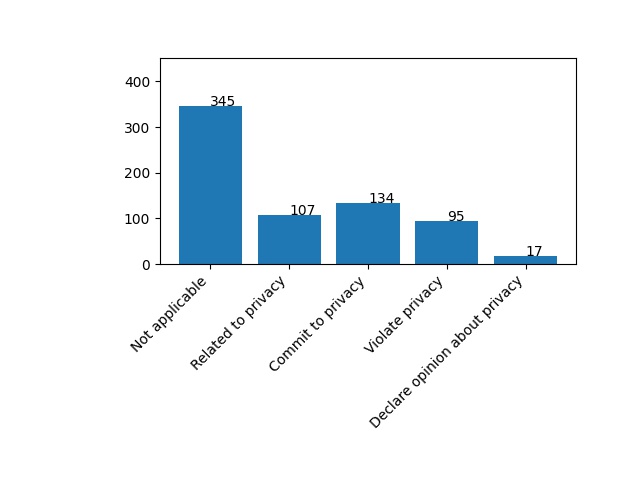 400
300
200
100
0
345
107
134
95
17
Not applicable
Related to privacy
Commit to privacy
Violate privacy
Declare opinion about privacy